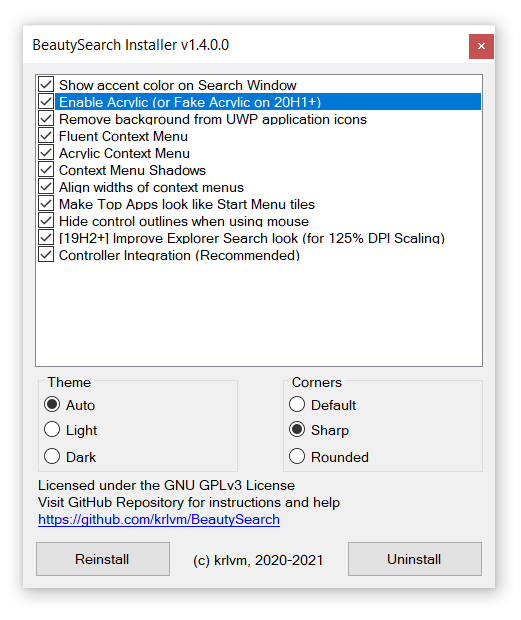 BeautySearch Installer v1.4.0.0
Show accent color on Search Window
Enable Acrylic (or Fake Acrylic on 20H1+)
Remove background from UWP application icons
Fluent Context Menu
Acrylic Context Menu
Context Menu Shadows
Align widths of context menus
Make Top Apps look like Start Menu tiles
Hide control outlines when using mouse
[19H2+] Improve Explorer Search look (for 125% DPI Scaling)
Controller Integration (Recommended)
Theme
Auto
Light
Dark
Corners
Default
Sharp
Rounded
Licensed under the GNU GPLv3 License
Visit GitHub Repository for instructions and help
https://github.com/krlvm/BeautySearch
Reinstall
(c) krlvm, 2020-2021
Uninstall